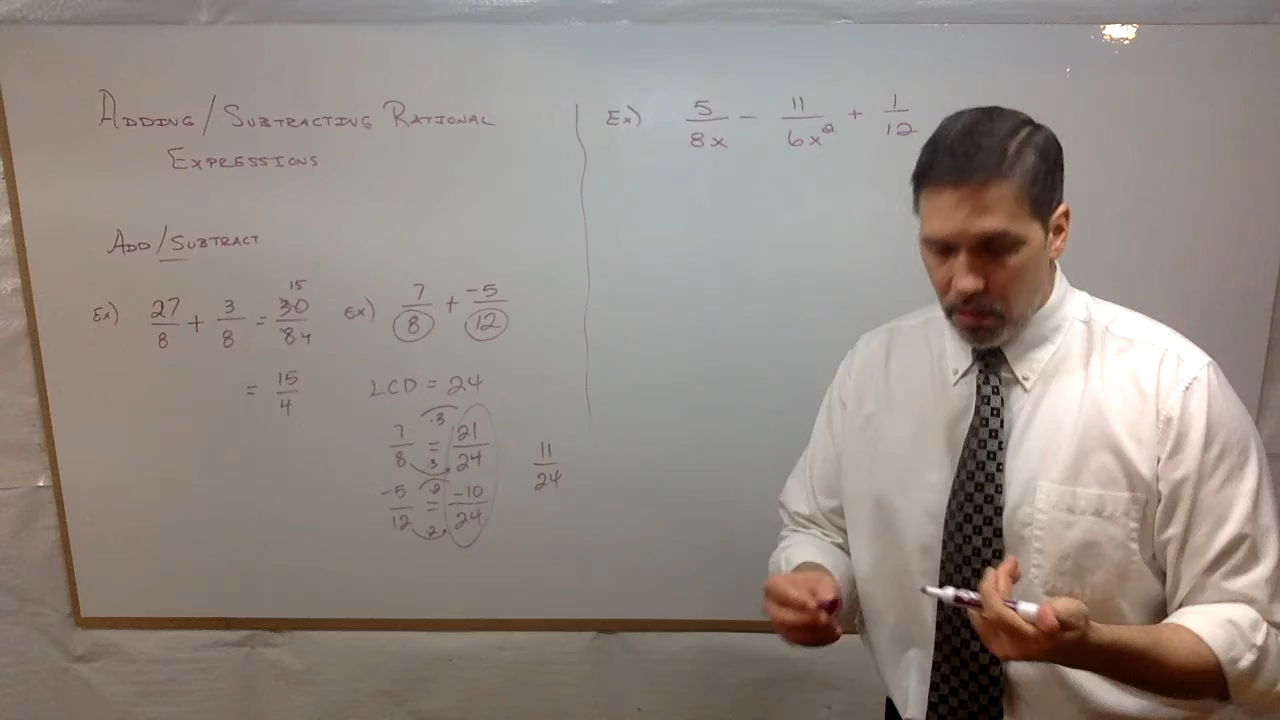 ADDING/SUBTRACTING RATIONAL
EXPRESSIONS
ADD/SUBTRACT
Ex) 27/8 + 3/8 = 30/84 15
= 15/4
Ex) 7/8 + -5/12
LCD = 24
7/8 ·3 = ·3 21/24
-5/12 ·2 = 2 -10/24
11/24
Ex) 5/8x - 11/6x² + 1/12